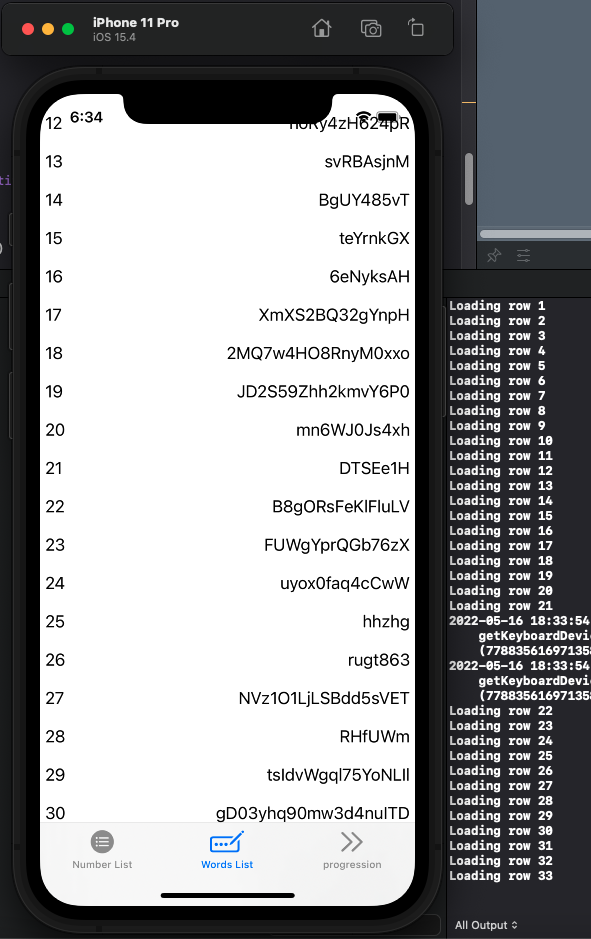 iPhone 11 Pro
iOS 15.4
6:34
12 noRy4zH624pR
13 svRBAsjnM
14 BgUY485vT
15 teYrnkGX
16 6eNyksAH
17 XmXS2BQ32gYnpH
18 2MQ7w4HO8RnyM0xxo
19 JD2S59Zhh2kmvY6P0
20 mn6WJ0Js4xh
21 DTSEe1H
22 B8gORsFeKlFluLV
23 FUWgYprQGb76zX
24 uyox0faq4cCwW
25 hhzhg
26 rugt863
27 NVz1O1LjLSBdd5sVET
28 RHfUWm
29 tsIdvWgql75YoNLIl
30 gD03yhq90mw3d4nuITD
Number List
Words List
progression
ti
)
Loading row 1
Loading row 2
Loading row 3
Loading row 4
Loading row 5
Loading row 6
Loading row 7
Loading row 8
Loading row 9
Loading row 10
Loading row 11
Loading row 12
Loading row 13
Loading row 14
Loading row 15
Loading row 16
Loading row 17
Loading row 18
Loading row 19
Loading row 20
Loading row 21
2022-05-16 18:33:54
getKeyboardDevi
(7788356169713​58
2022-05-16 18:33:54
getKeyboardDevi
(778835616971358
Loading row 22
Loading row 23
Loading row 24
Loading row 25
Loading row 26
Loading row 27
Loading row 28
Loading row 29
Loading row 30
Loading row 31
Loading row 32
Loading row 33
All Output